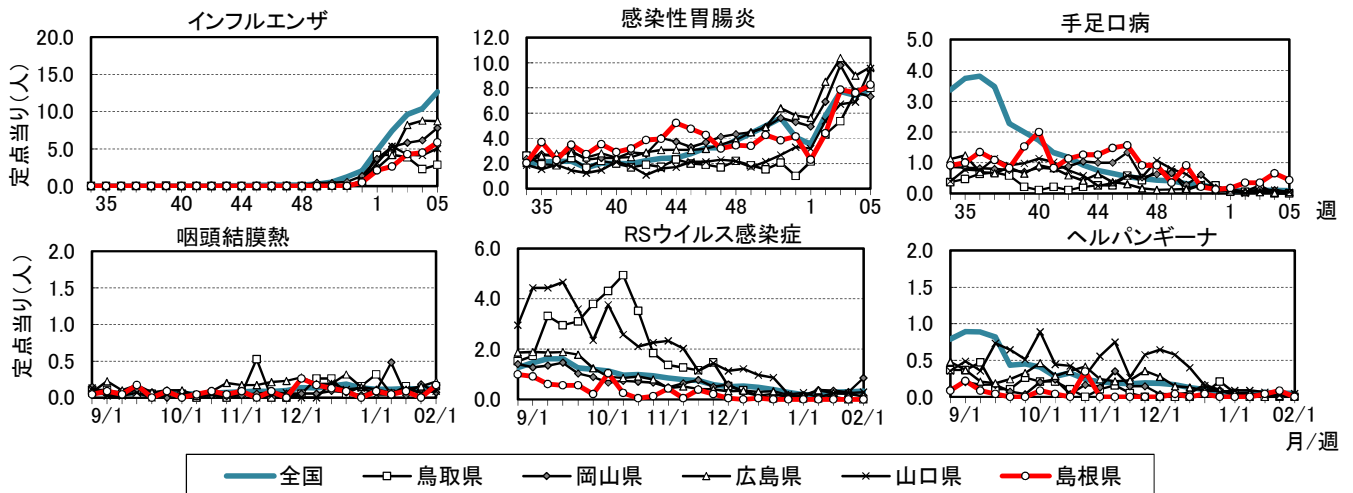 インフルエンザ
定点当り(人)
20.0
15.0
10.0
5.0
0.0
35 40 44 48 1 05
感染性胃腸炎
12.0
10.0
8.0
6.0
4.0
2.0
0.0
35 40 44 48 1 05
手足口病
5.0
4.0
3.0
2.0
1.0
0.0
35 40 44 48 1 05 週
咽頭結膜熱
定点当り(人)
2.0
1.5
1.0
0.5
0.0
9/1 10/1 11/1 12/1 1/1 02/1
RSウイルス感染症
6.0
4.0
2.0
0.0
9/1 10/1 11/1 12/1 1/1 02/1
ヘルパンギーナ
2.0
1.5
1.0
0.5
0.0
9/1 10/1 11/1 12/1 1/1 02/1
月/週
全国 鳥取県 岡山県 広島県 山口県 島根県